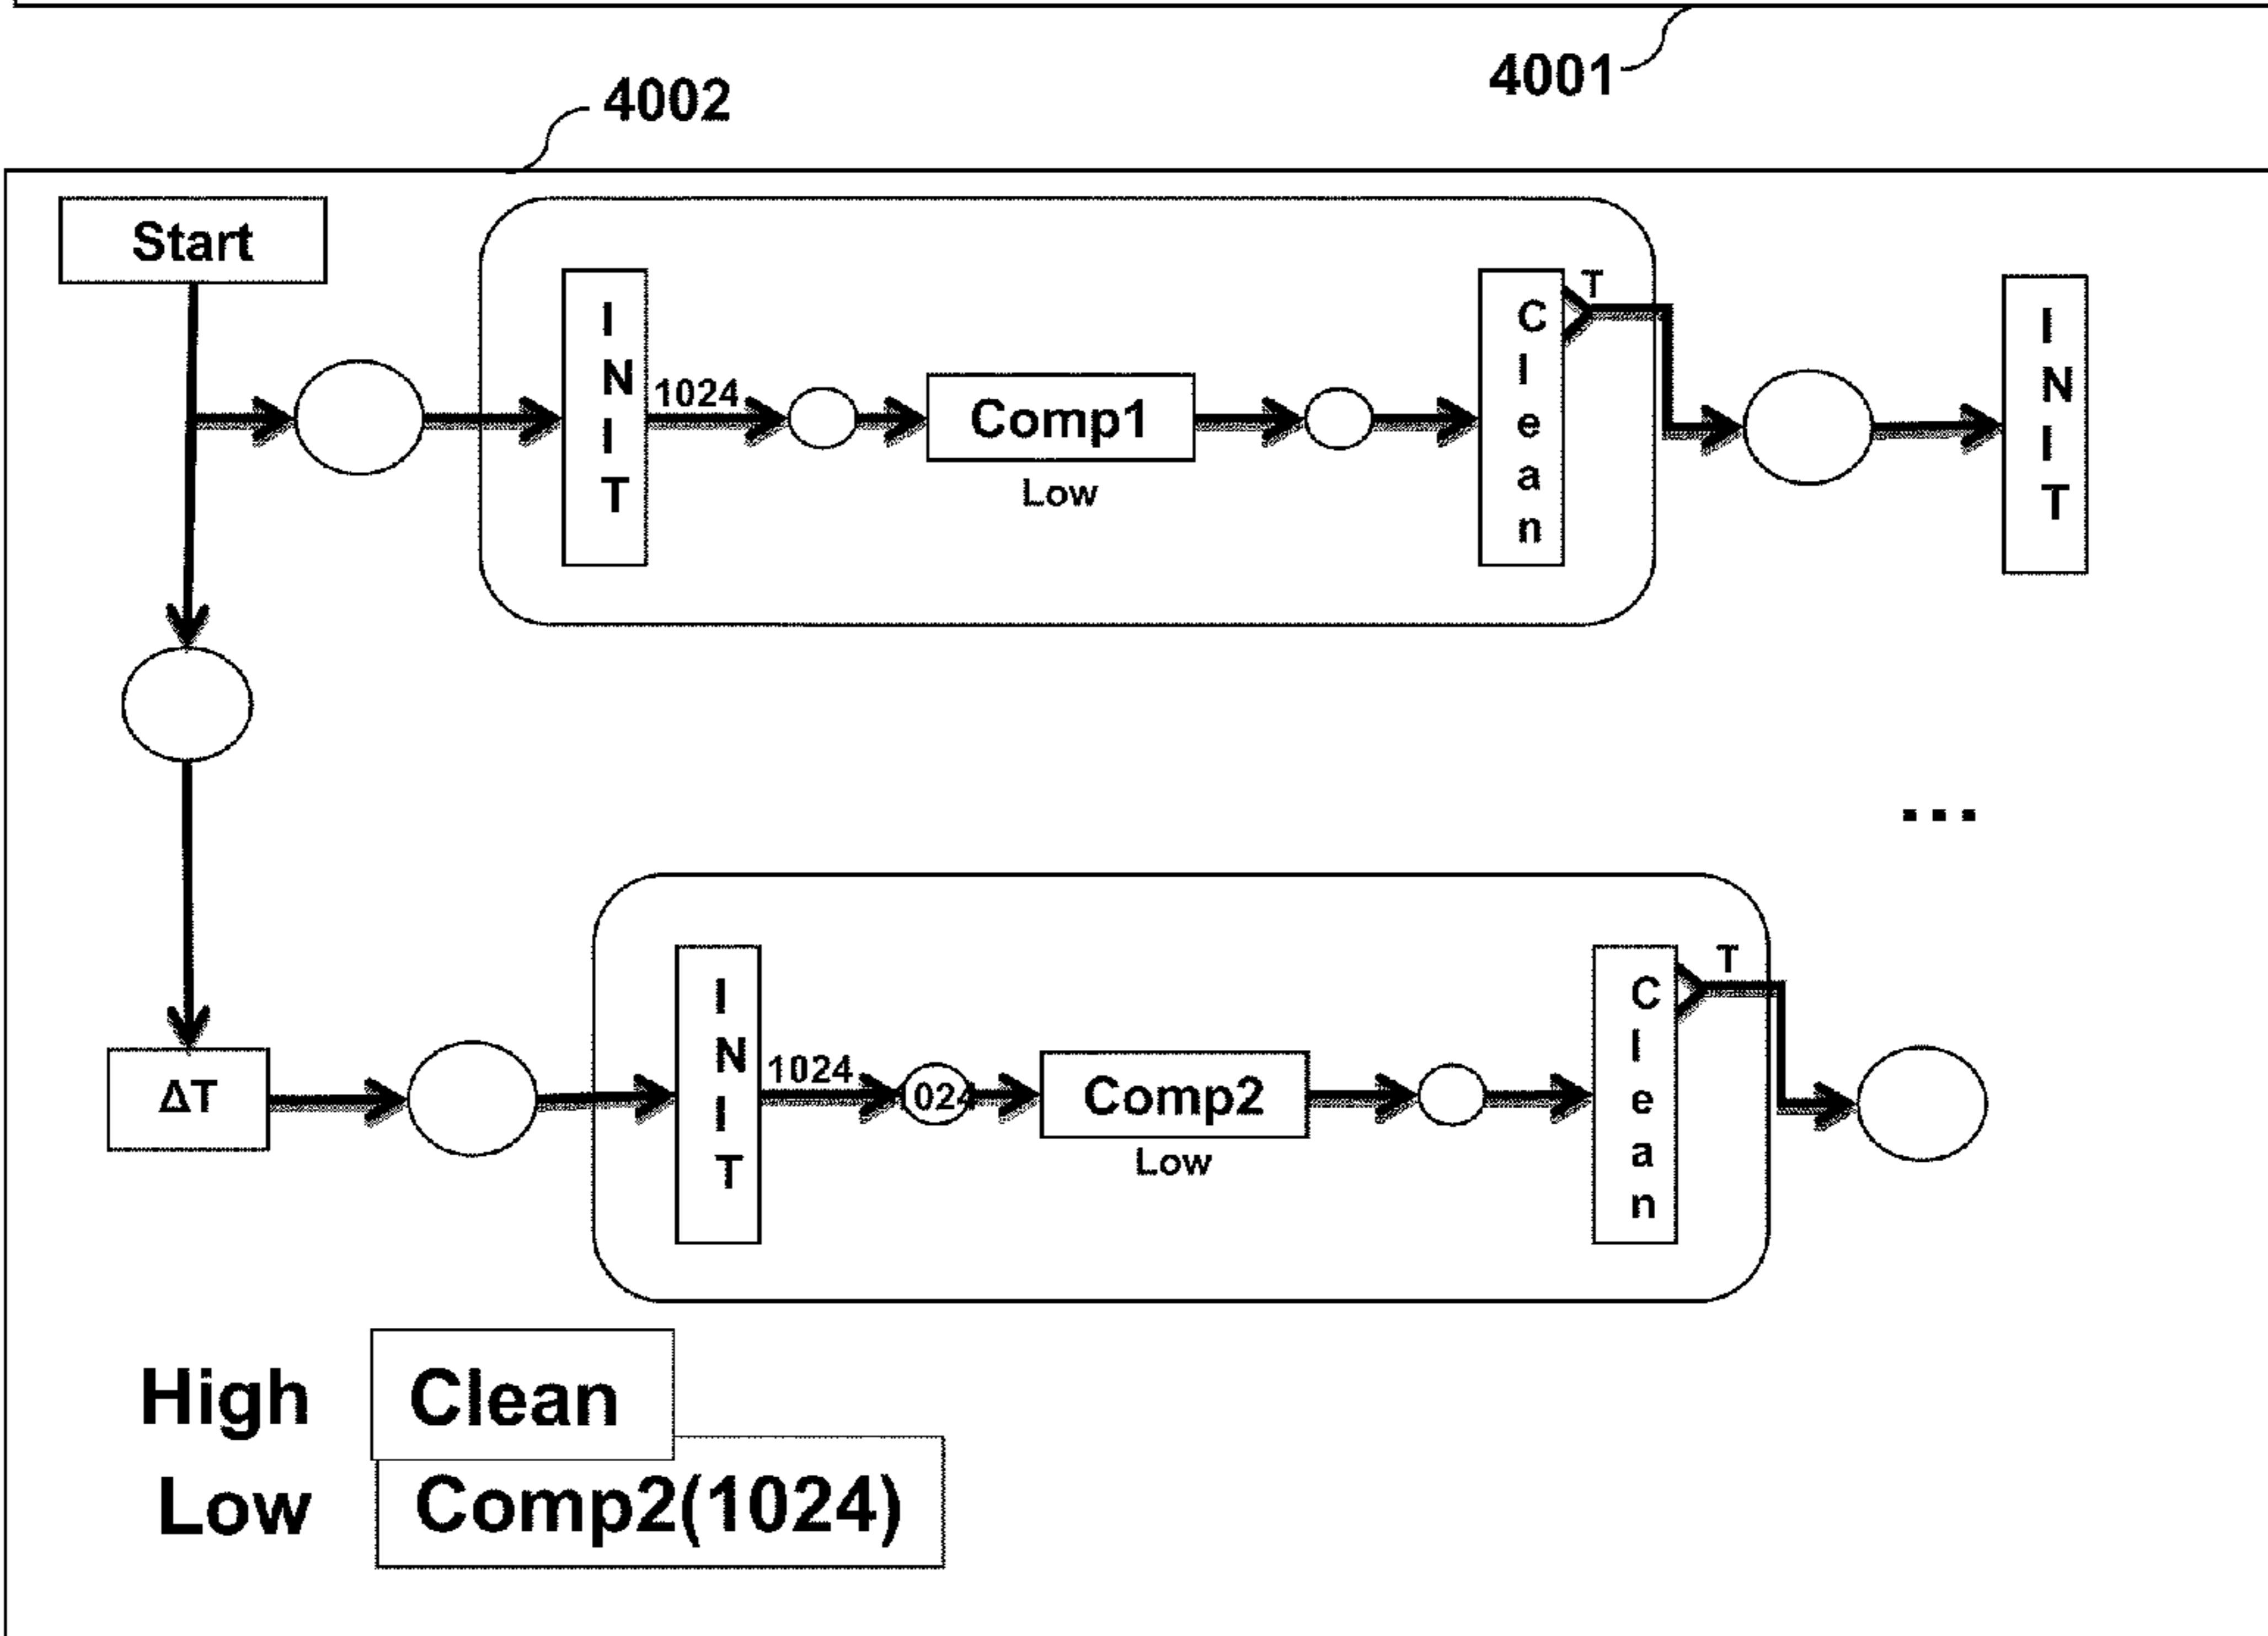 4001
4002
Start
INIT
1024
Comp1
Low
Clean
T
INIT
...
ΔT
INIT
1024
024
Comp2
Low
Clean
T
High
Clean
Low
Comp2(1024)